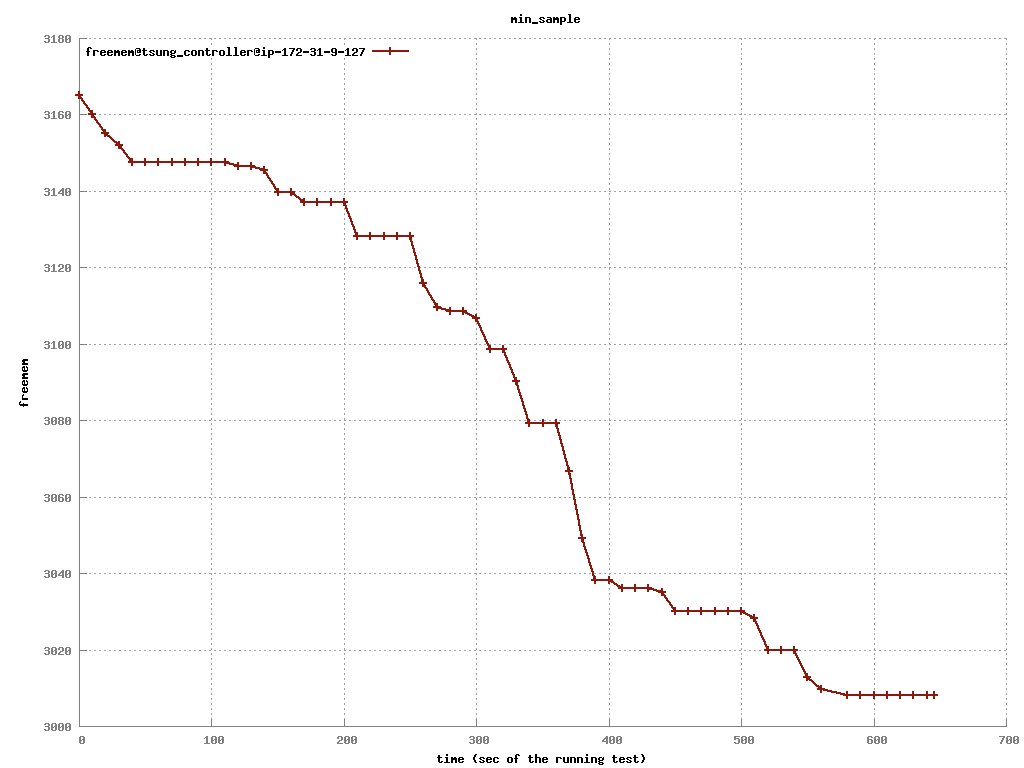 min_sample
freemem@tsung_controller@ip-172-31-9-127
3180
3160
3140
3120
3100
3080
3060
3040
3020
3000
freemem
0 100 200 300 400 500 600 700
time (sec of the running test)